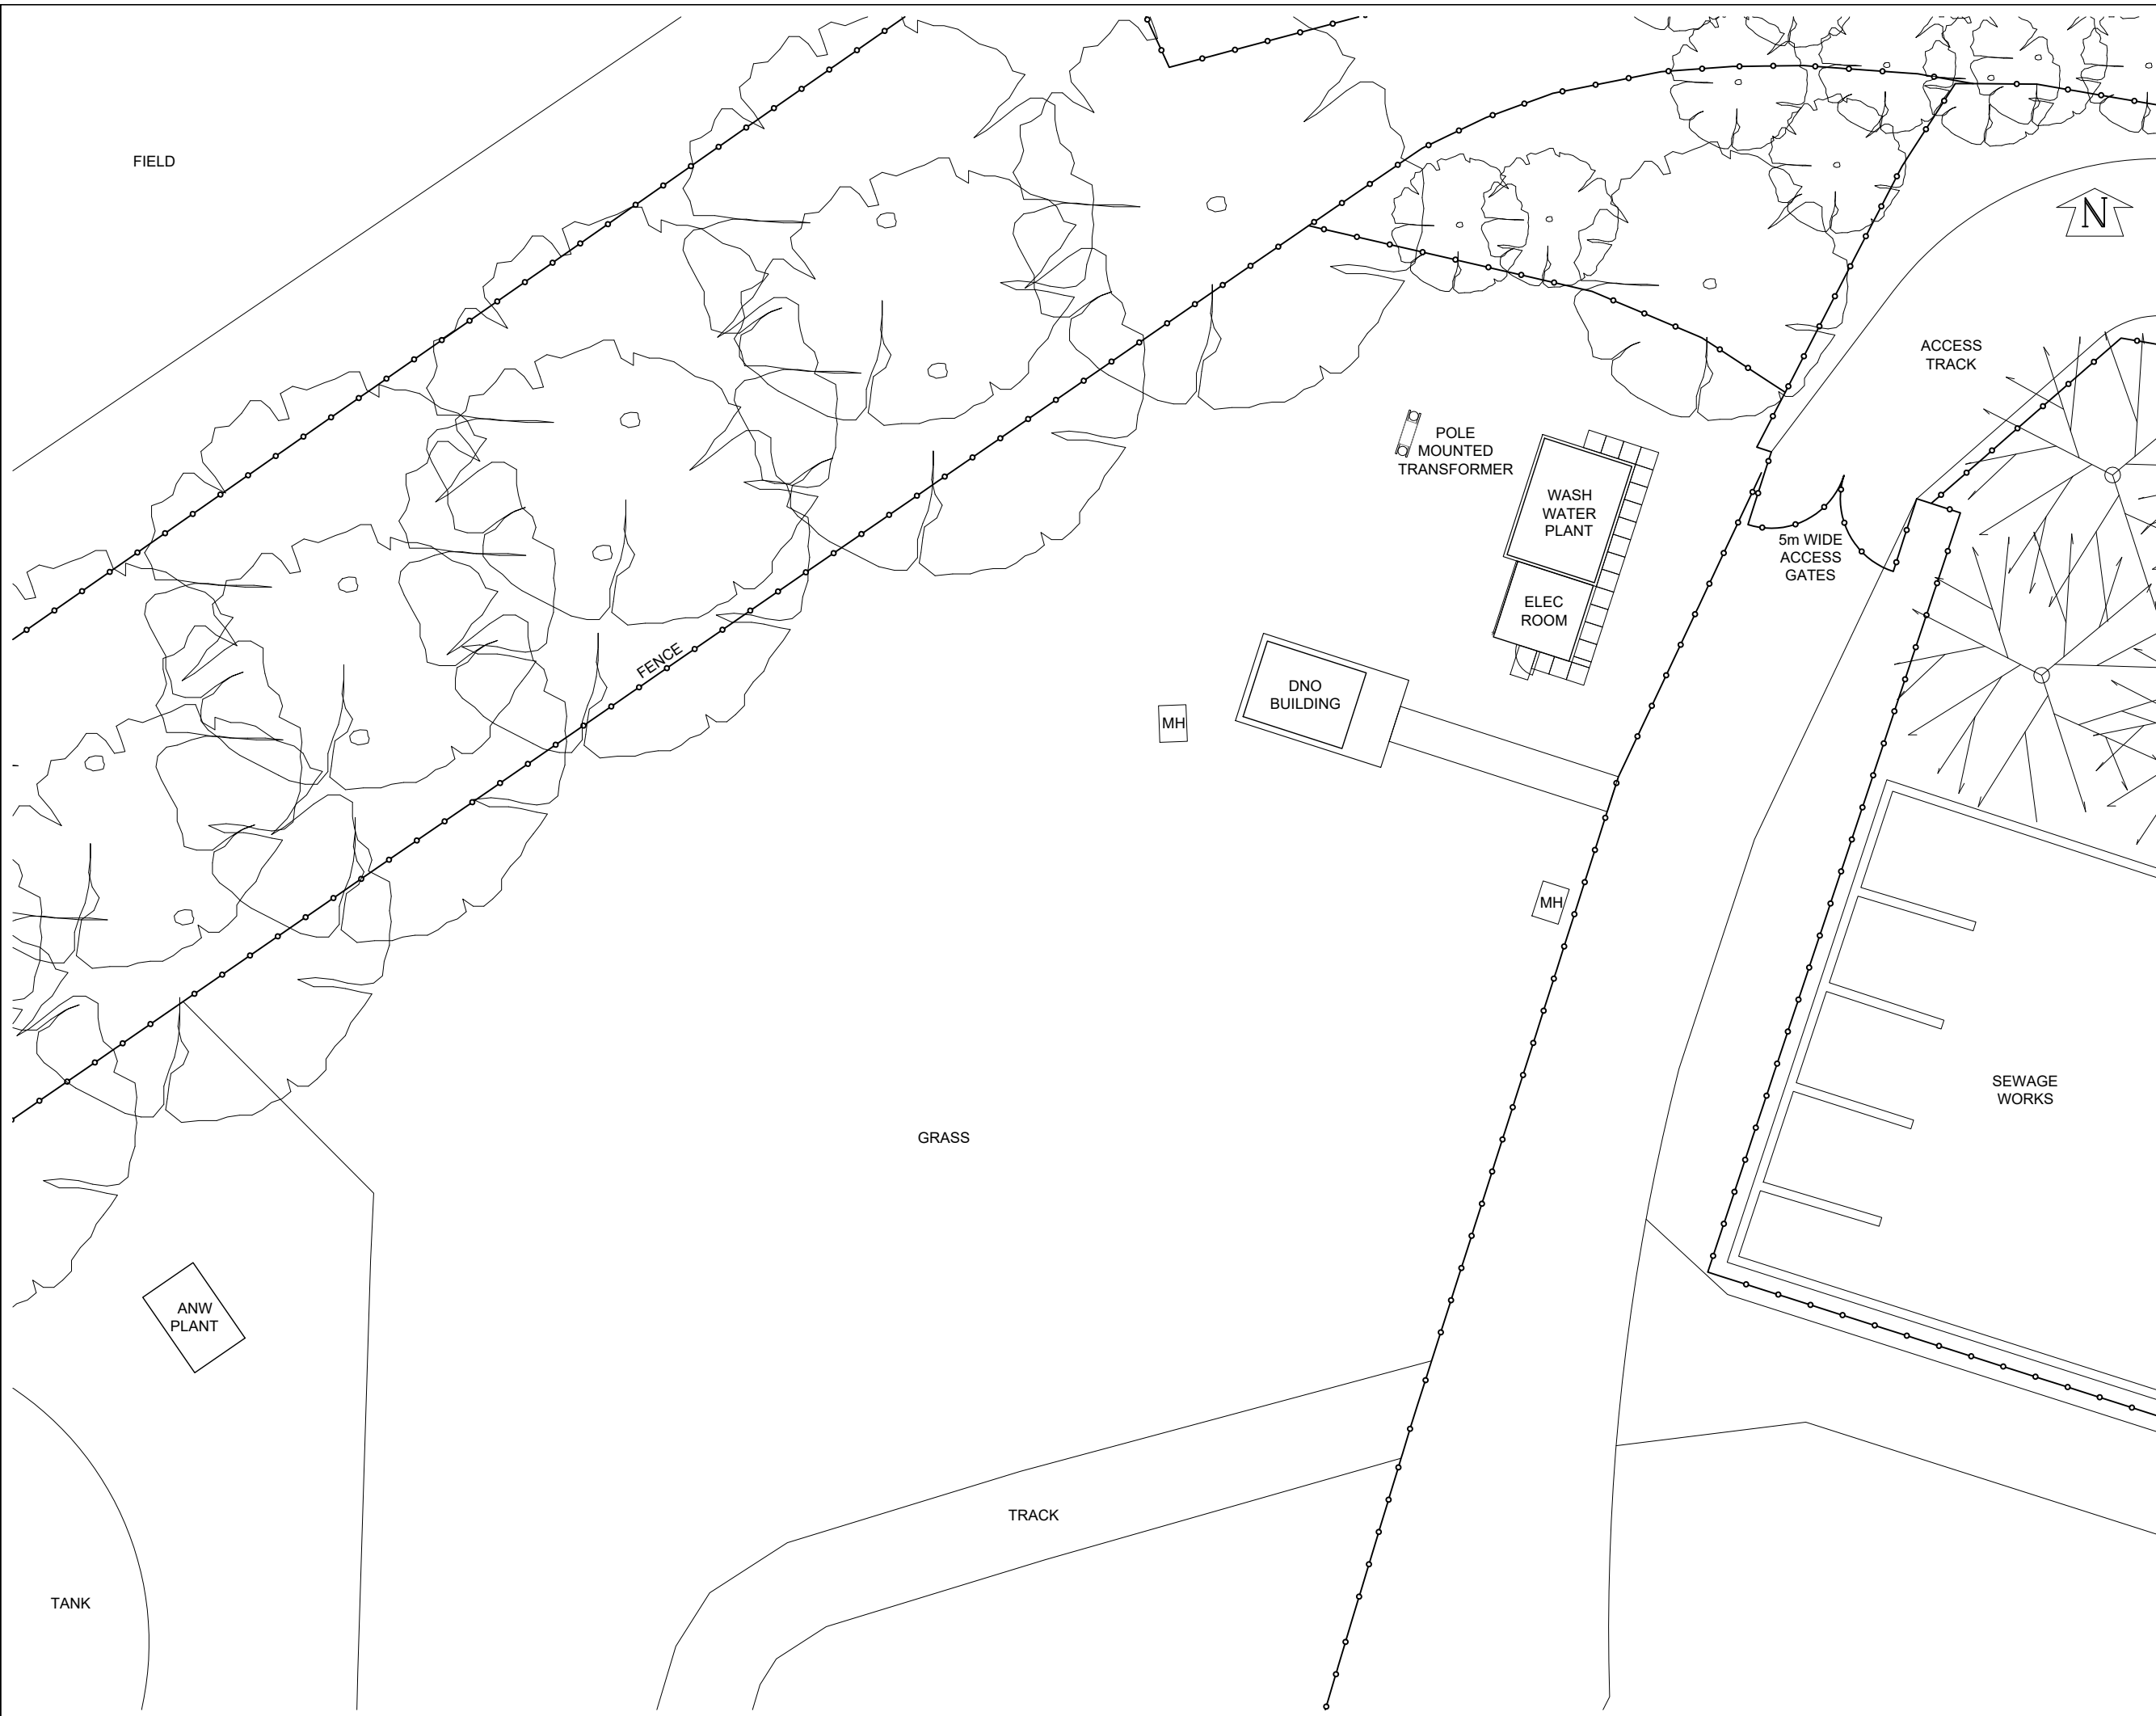 FIELD
N
ACCESS
TRACK
POLE
MOUNTED
TRANSFORMER
WASH
WATER
PLANT
5m WIDE
ACCESS
GATES
ELEC
ROOM
FENCE
DNO
BUILDING
MH
MH
SEWAGE
WORKS
GRASS
ANW
PLANT
TRACK
TANK